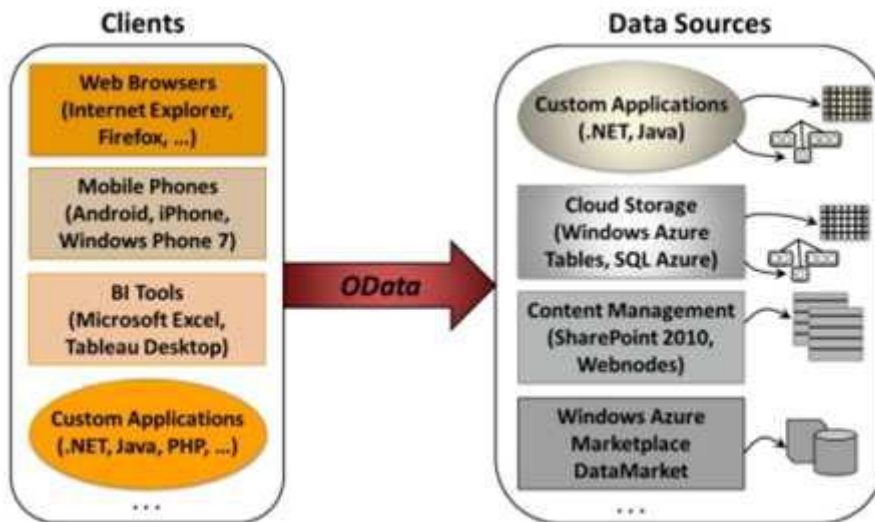 Clients
Web Browsers
(Internet Explorer,
Firefox, ...)
Mobile Phones
(Android, iPhone,
Windows Phone 7)
BI Tools
(Microsoft Excel,
Tableau Desktop)
Custom Applications
(.NET, Java, PHP, ...)
...
OData
Data Sources
Custom Applications
(.NET, Java)
Cloud Storage
(Windows Azure
Tables, SQL Azure)
Content Management
(SharePoint 2010,
Webnodes)
Windows Azure
Marketplace
DataMarket
...